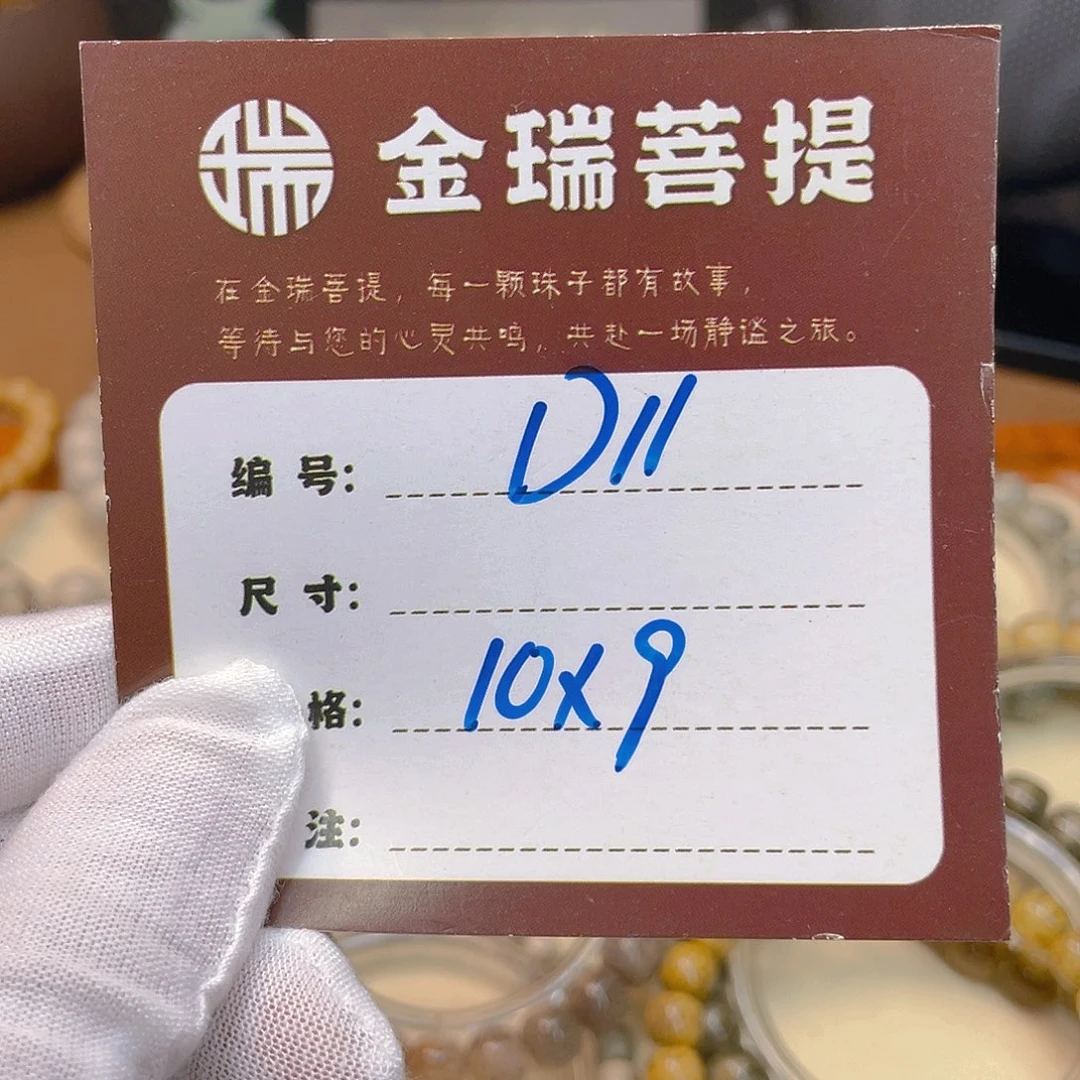 瑞 金瑞菩提
在金瑞菩提，每一颗珠子都有故事，
等待与您的心灵共鸣，共赴一场静谧之旅。
编 号: D11
尺 寸:
格: 10x9
注: